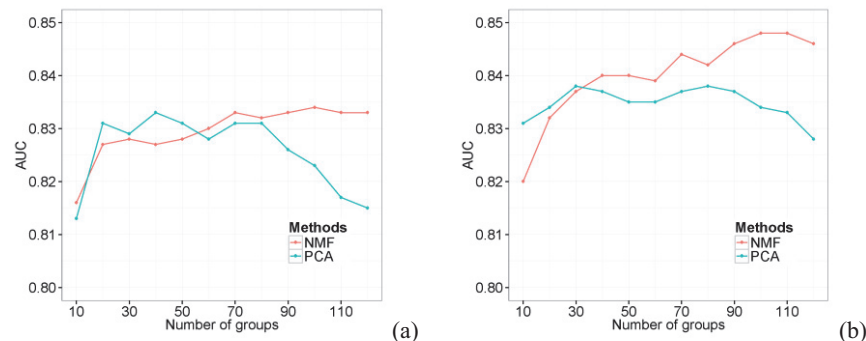 0.85
0.84
0.83
0.82
0.81
0.80
AUC
10 30 50 70 90 110
Number of groups
Methods
NMF
PCA
(a)
0.85
0.84
0.83
0.82
0.81
0.80
AUC
10 30 50 70 90 110
Number of groups
Methods
NMF
PCA
(b)